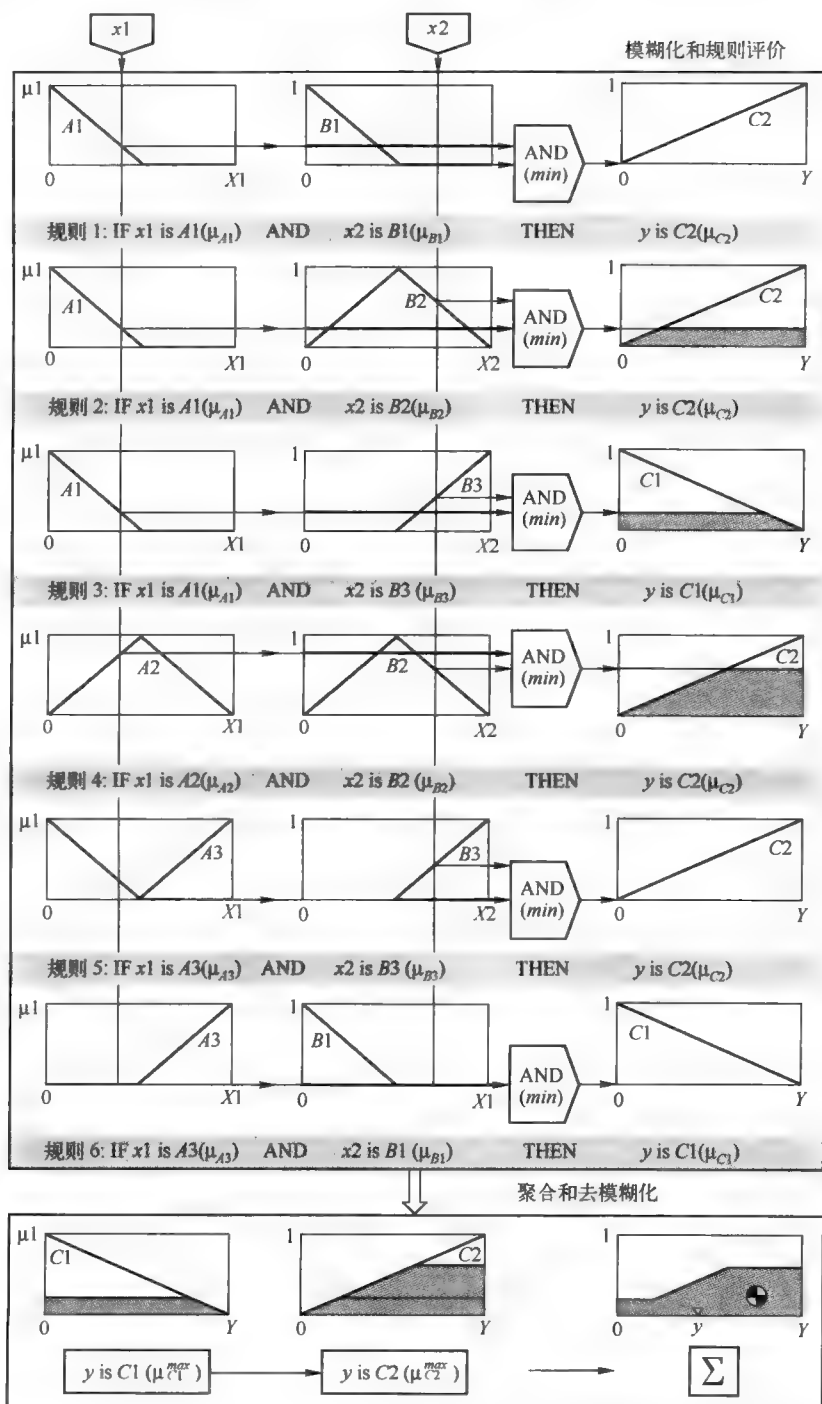 x1 x2
模糊化和规则评价
μ1 A1 0 X1 1 B1 AND (min) 1 C2 0 Y
规则 1: IF x1 is A1(μA1) AND x2 is B1(μB1) THEN y is C2(μC2)
μ1 A1 0 X1 1 B2 0 X2 AND (min) 1 C2 0 Y
规则 2: IF x1 is A1(μA1) AND x2 is B2(μB2) THEN y is C2(μC2)
μ1 A1 0 X1 1 B3 0 X2 AND (min) 1 C1 0 Y
规则 3: IF x1 is A1(μA1) AND x2 is B3 (μB3) THEN y is C1(μC1)
μ1 A2 0 X1 1 B2 0 X2 AND (min) 1 C2 0 Y
规则 4: IF x1 is A2(μA2) AND x2 is B2 (μB2) THEN y is C2(μC2)
μ1 A3 0 X1 1 B3 0 X2 AND (min) 1 C2 0 Y
规则 5: IF x1 is A3(μA3) AND x2 is B3 (μB3) THEN y is C2(μC2)
μ1 A3 0 X1 1 B1 0 X1 AND (min) 1 C1 0 Y
规则 6: IF x1 is A3(μA3) AND x2 is B1 (μB1) THEN y is C1(μC1)
聚合和去模糊化
μ1 C1 0 Y 1 C2 0 Y 1 0 y Y
y is C1 (μC1max) y is C2 (μC2max) Σ